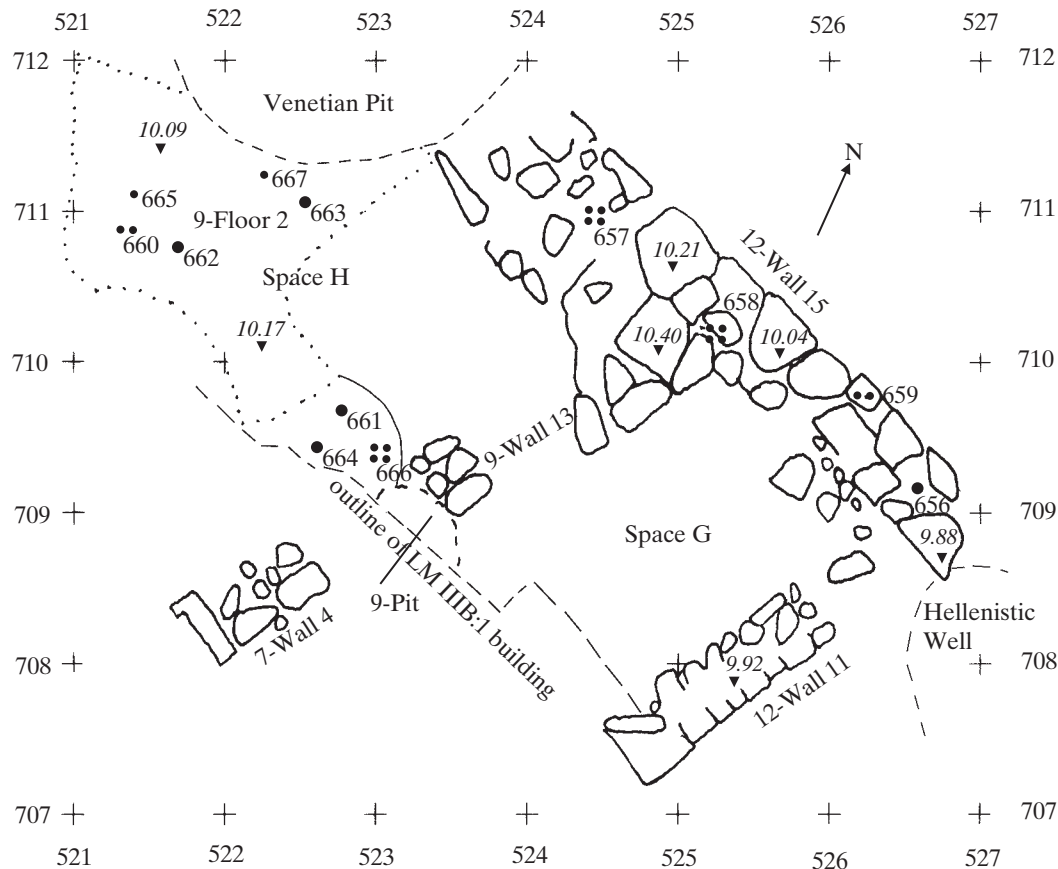 521 522 523 524 525 526 527
712 712
Venetian Pit
10.09
N
667
665
663
9-Floor 2
711 711
657
660
662
10.21
12-Wall 15
Space H
658
10.17
10.40
10.04
710 710
659
661
9-Wall 13
664
666
656
709 709
outline of LM IIIB:1 building
Space G
9.88
9-Pit
Hellenistic
Well
7-Wall 4
708 708
9.92
12-Wall 11
707 707
521 522 523 524 525 526 527